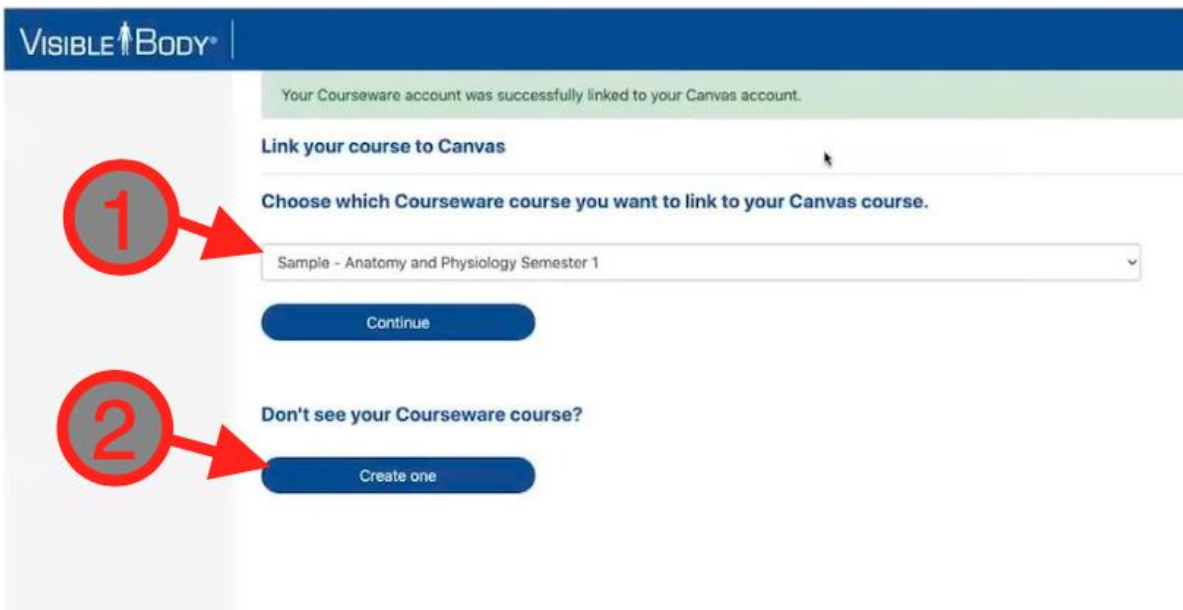 VISIBLE BODY®
Your Courseware account was successfully linked to your Canvas account.
Link your course to Canvas
Choose which Courseware course you want to link to your Canvas course.
1
Sample - Anatomy and Physiology Semester 1
Continue
2
Don't see your Courseware course?
Create one